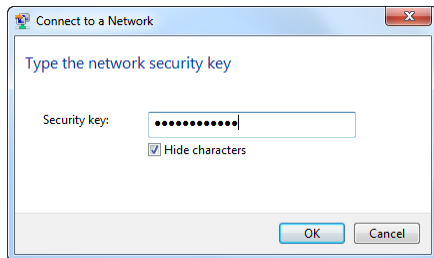 Connect to a Network
Type the network security key
Security key: ●●●●●●●●●●●●
Hide characters
OK Cancel